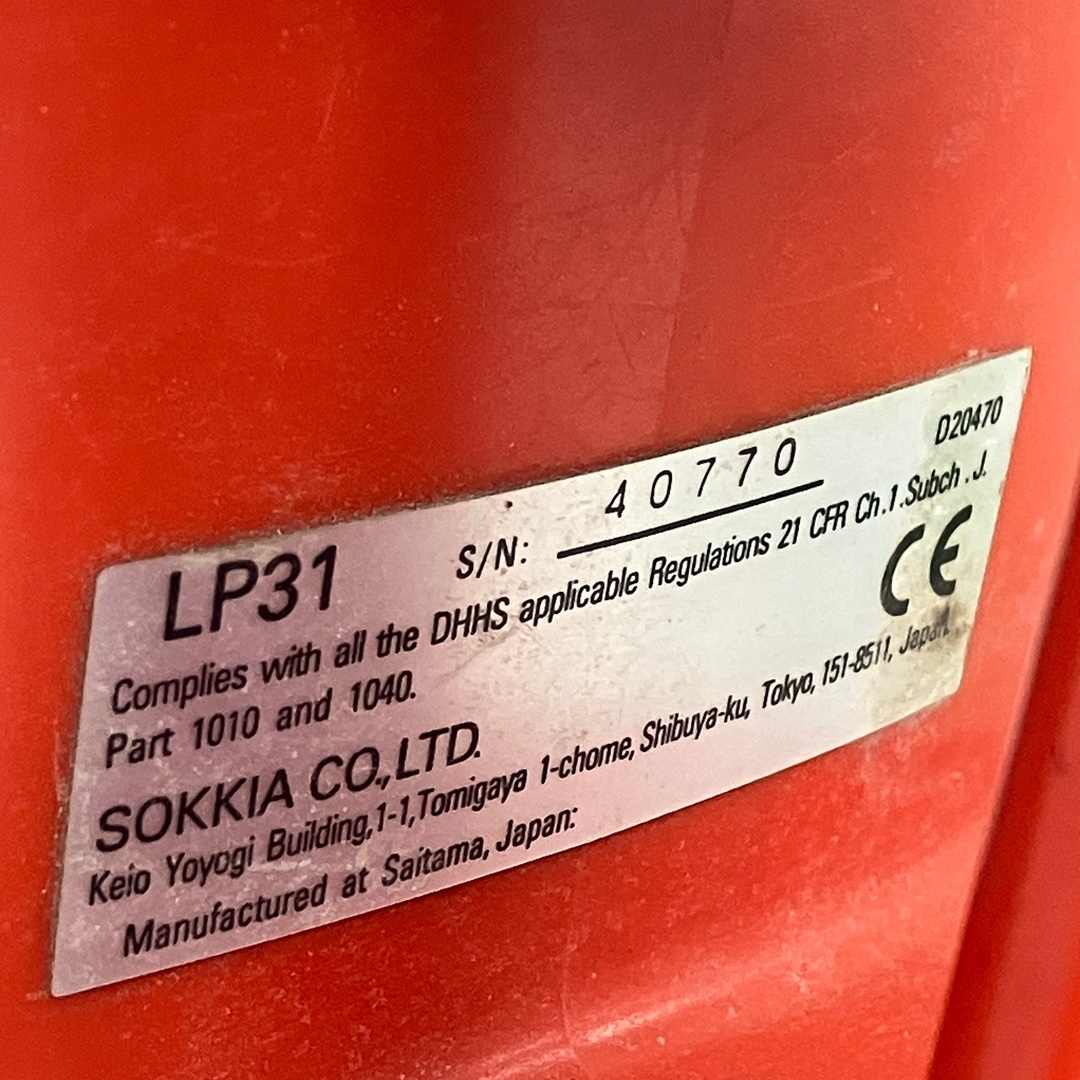 D20470
LP31 S/N: 40770
Complies with all the DHHS applicable Regulations 21 CFR Ch.1.Subch.J.
Part 1010 and 1040.
CE
SOKKIA CO.,LTD.
Keio Yoyogi Building,1-1,Tomigaya 1-chome, Shibuya-ku, Tokyo, 151-8511, Japan.
Manufactured at Saitama, Japan: